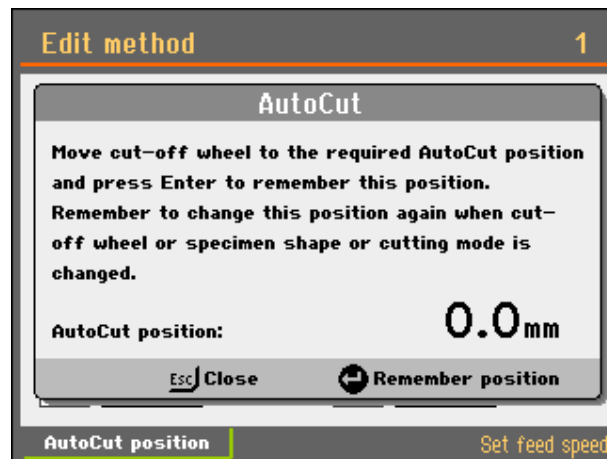 Edit method 1
AutoCut
Move cut-off wheel to the required AutoCut position
and press Enter to remember this position.
Remember to change this position again when cut-
off wheel or specimen shape or cutting mode is
changed.
AutoCut position: 0.0 mm
Esc Close Remember position
AutoCut position Set feed speed